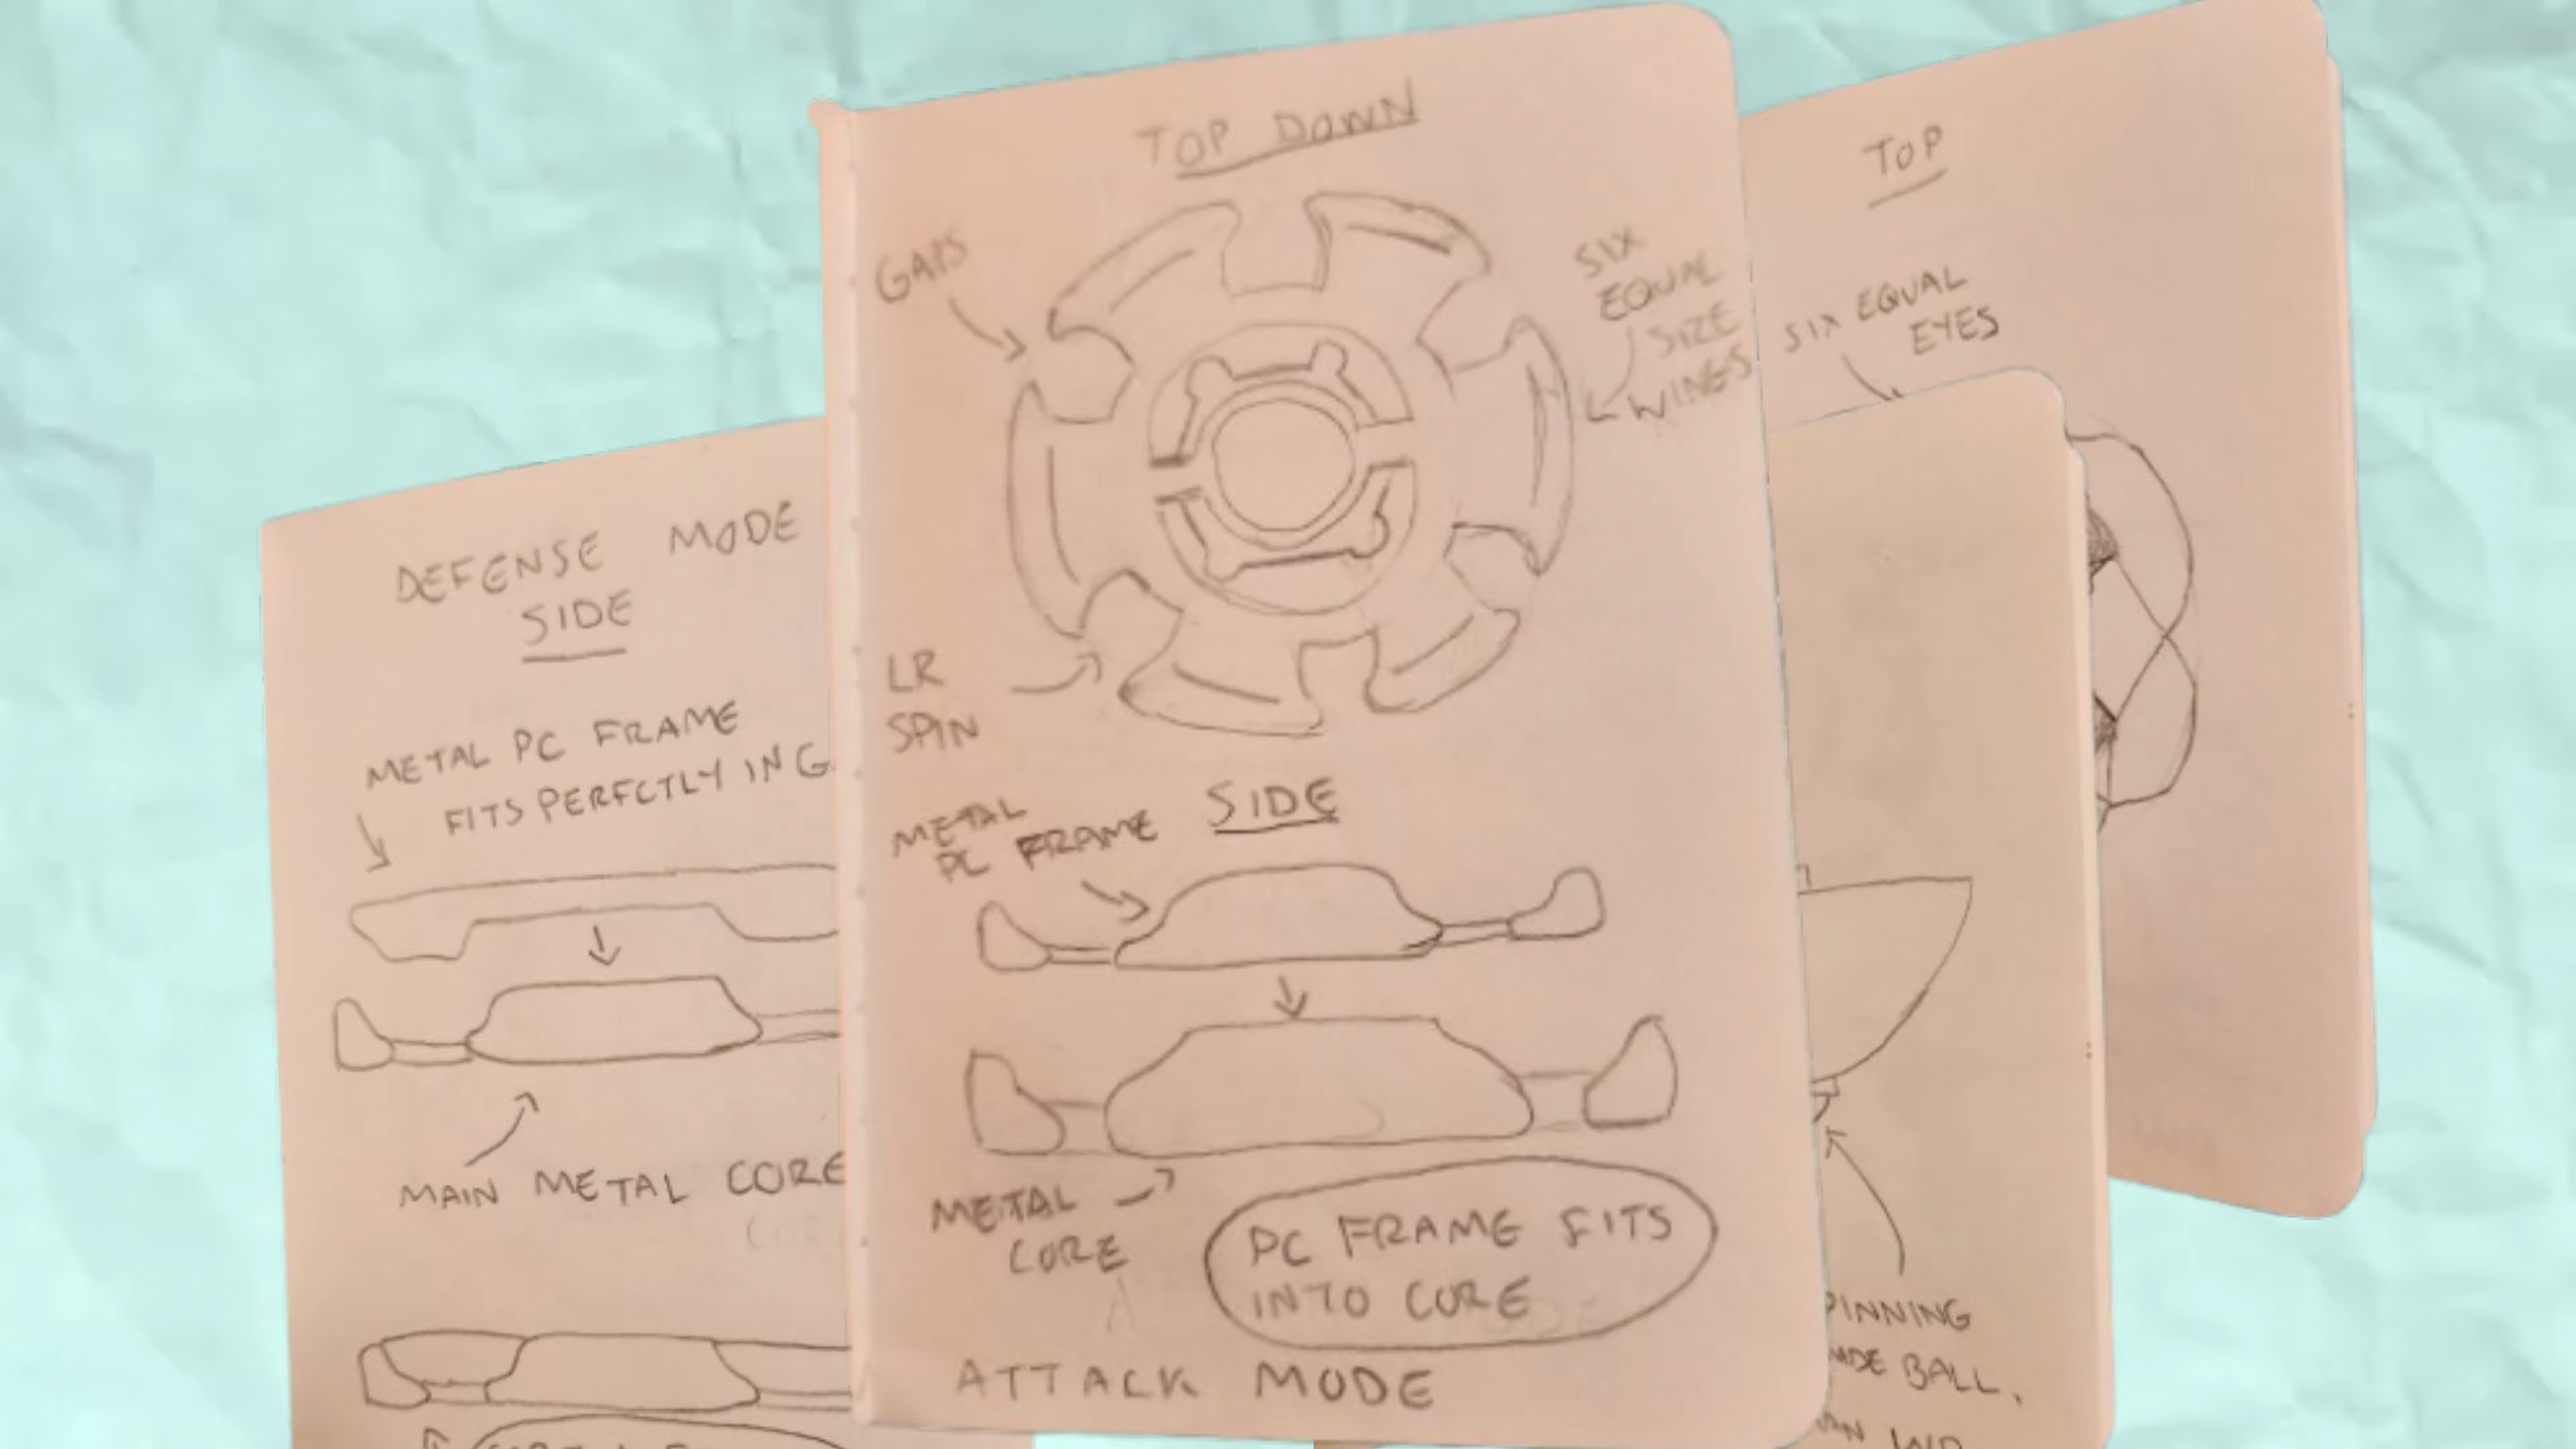 DEFENSE MODE
SIDE
METAL PC FRAME
FITS PERFCTLY IN G
MAIN METAL CORE
TOP DOWN
GAPS
SIX
EQUAL
SIZE
WINGS
LR
SPIN
SIDE
METAL
PC FRAME
METAL
CORE
PC FRAME FITS
INTO CORE
ATTACK MODE
TOP
SIX EQUAL
EYES
PINNING
BALL.